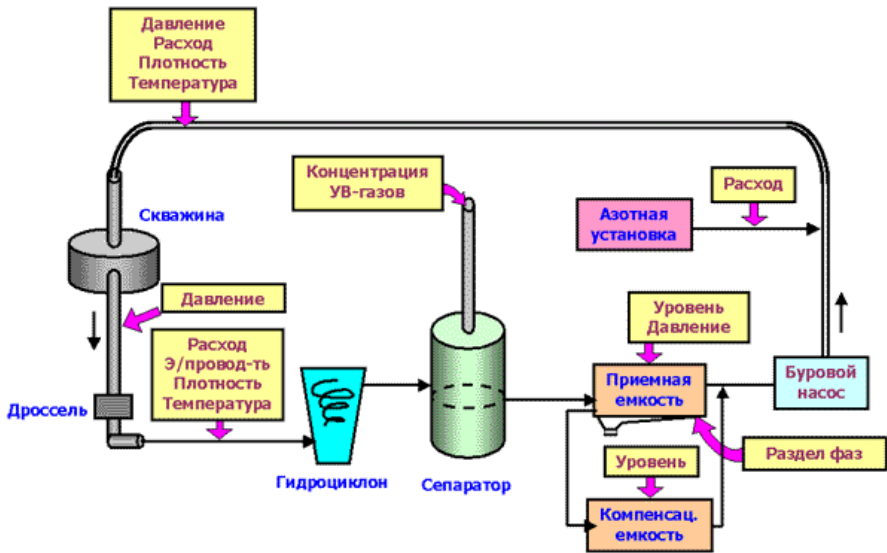 Давление
Расход
Плотность
Температура
Концентрация
УВ-газов
Расход
Скважина
Азотная
установка
Давление
Уровень
Давление
Расход
Э/провод-ть
Плотность
Температура
Дроссель
Приемная
емкость
Буровой
насос
Гидроциклон
Сепаратор
Уровень
Раздел фаз
Компенсац.
емкость